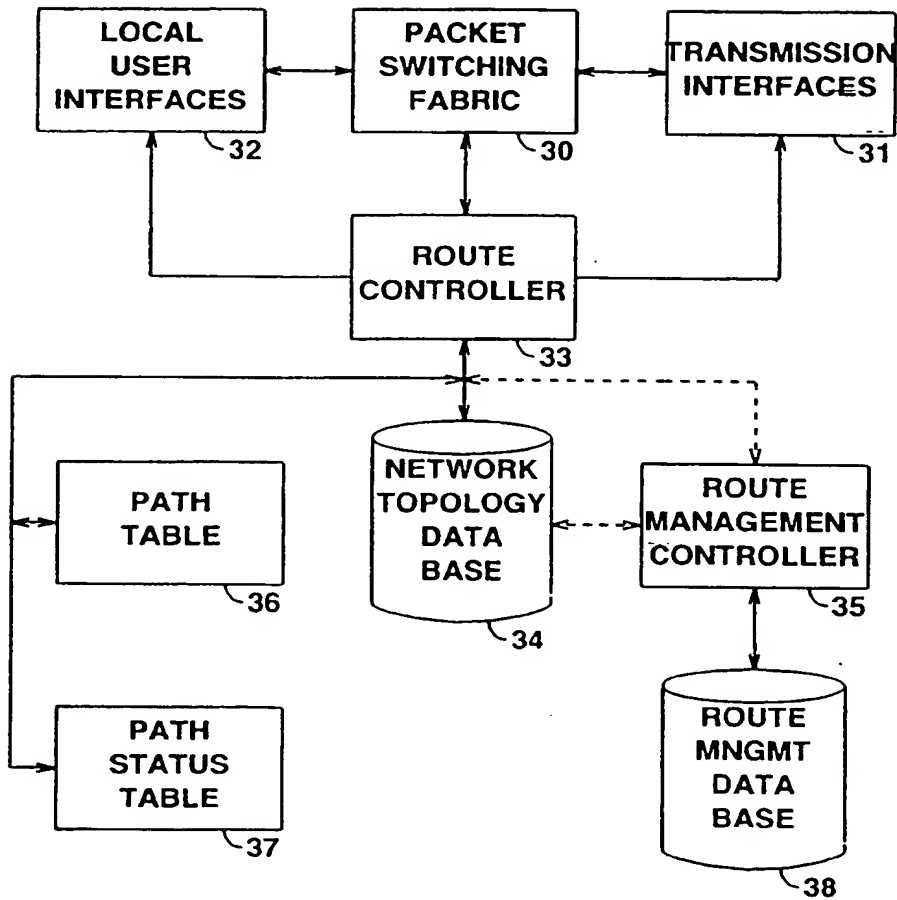 LOCAL
USER
INTERFACES
32
PACKET
SWITCHING
FABRIC
30
TRANSMISSION
INTERFACES
31
ROUTE
CONTROLLER
33
PATH
TABLE
36
NETWORK
TOPOLOGY
DATA
BASE
34
ROUTE
MANAGEMENT
CONTROLLER
35
PATH
STATUS
TABLE
37
ROUTE
MNGMT
DATA
BASE
38